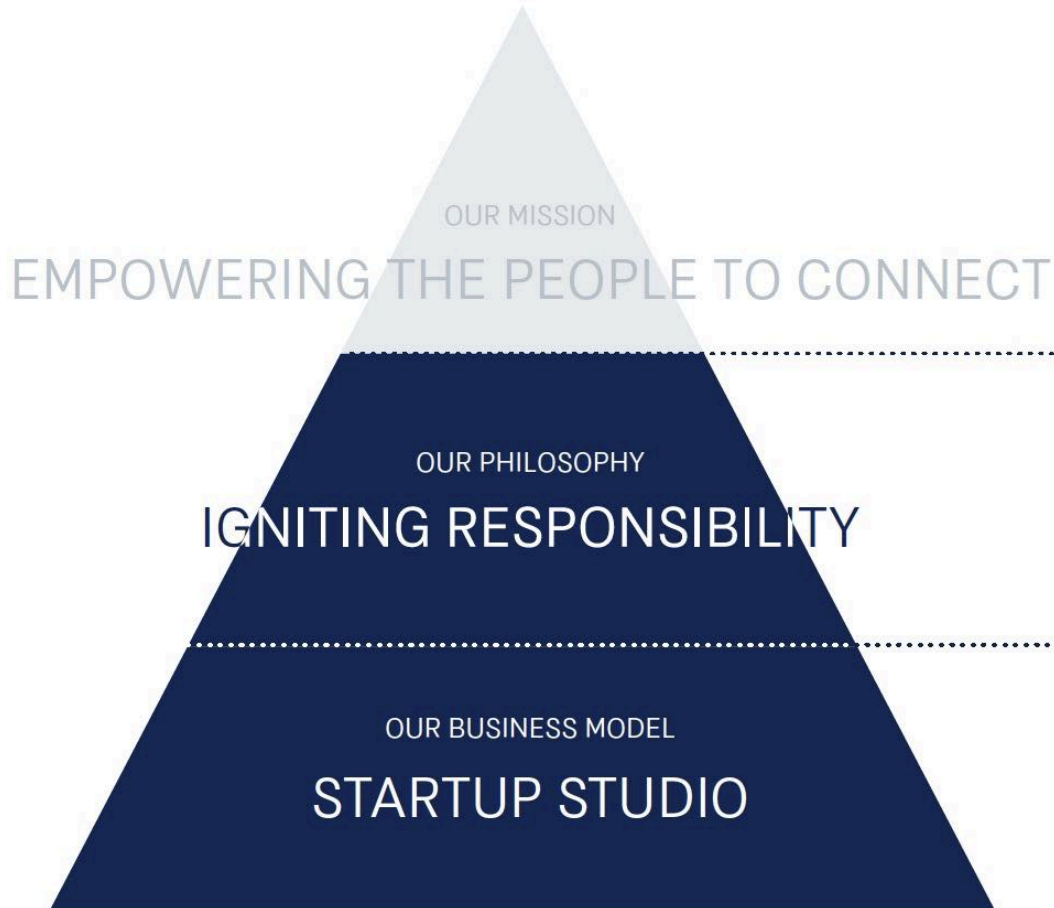 OUR MISSION
EMPOWERING THE PEOPLE TO CONNECT
OUR PHILOSOPHY
IGNITING RESPONSIBILITY
OUR BUSINESS MODEL
STARTUP STUDIO